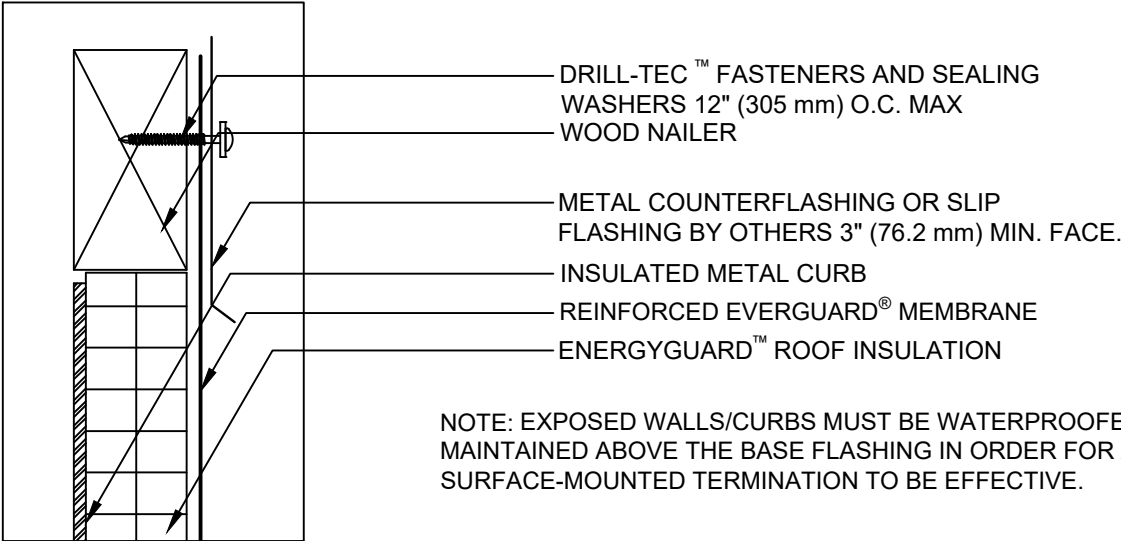 DRILL-TEC™ FASTENERS AND SEALING
WASHERS 12" (305 mm) O.C. MAX
WOOD NAILER
METAL COUNTERFLASHING OR SLIP
FLASHING BY OTHERS 3" (76.2 mm) MIN. FACE.
INSULATED METAL CURB
REINFORCED EVERGUARD® MEMBRANE
ENERGYGUARD™ ROOF INSULATION
NOTE: EXPOSED WALLS/CURBS MUST BE WATERPROOFE
MAINTAINED ABOVE THE BASE FLASHING IN ORDER FOR
SURFACE-MOUNTED TERMINATION TO BE EFFECTIVE.